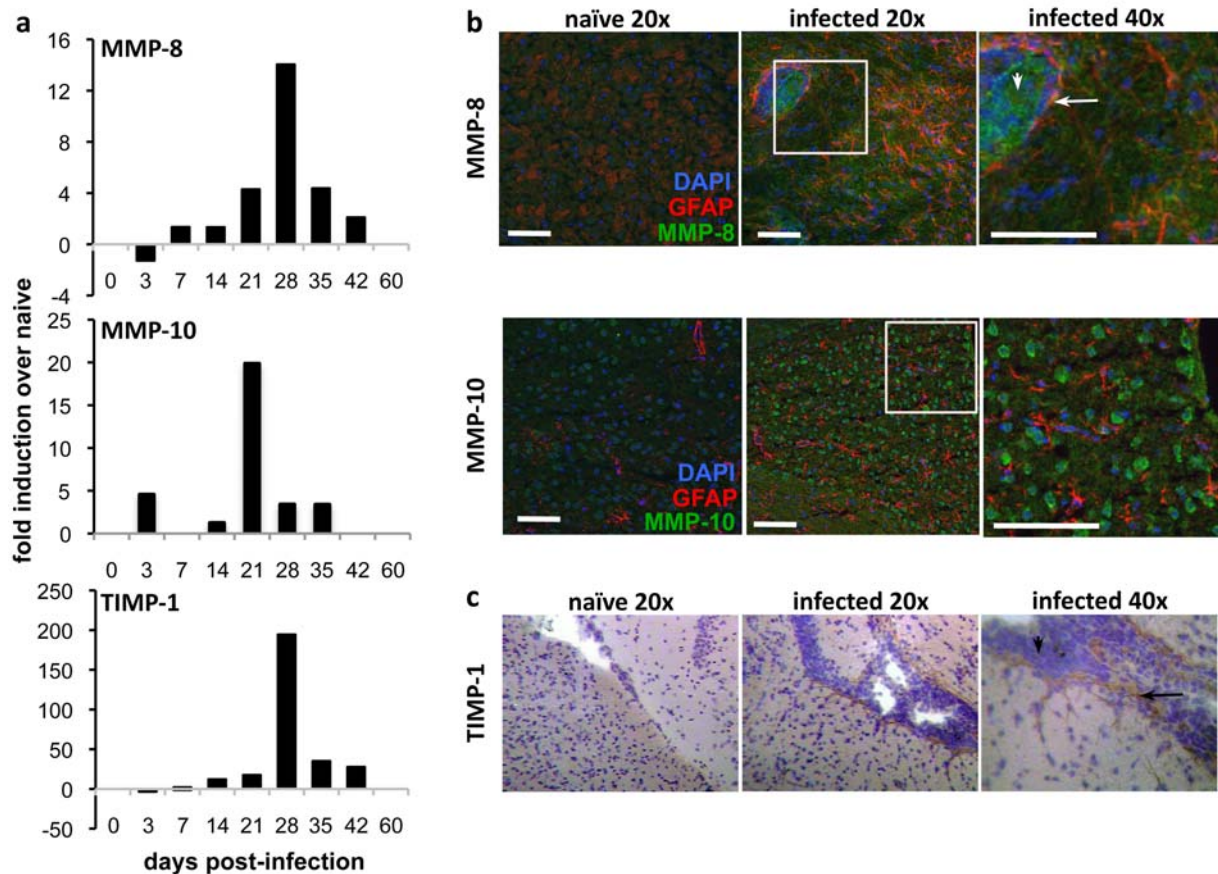 a
MMP-8
16
12
8
4
0
-4
0 3 7 14 21 28 35 42 60
MMP-10
25
20
15
10
5
0
0 3 7 14 21 28 35 42 60
TIMP-1
250
200
150
100
50
0
-50
0 3 7 14 21 28 35 42 60
fold induction over naive
days post-infection
b
naïve 20x infected 20x infected 40x
MMP-8
DAPI
GFAP
MMP-8
MMP-10
DAPI
GFAP
MMP-10
c
naïve 20x infected 20x infected 40x
TIMP-1